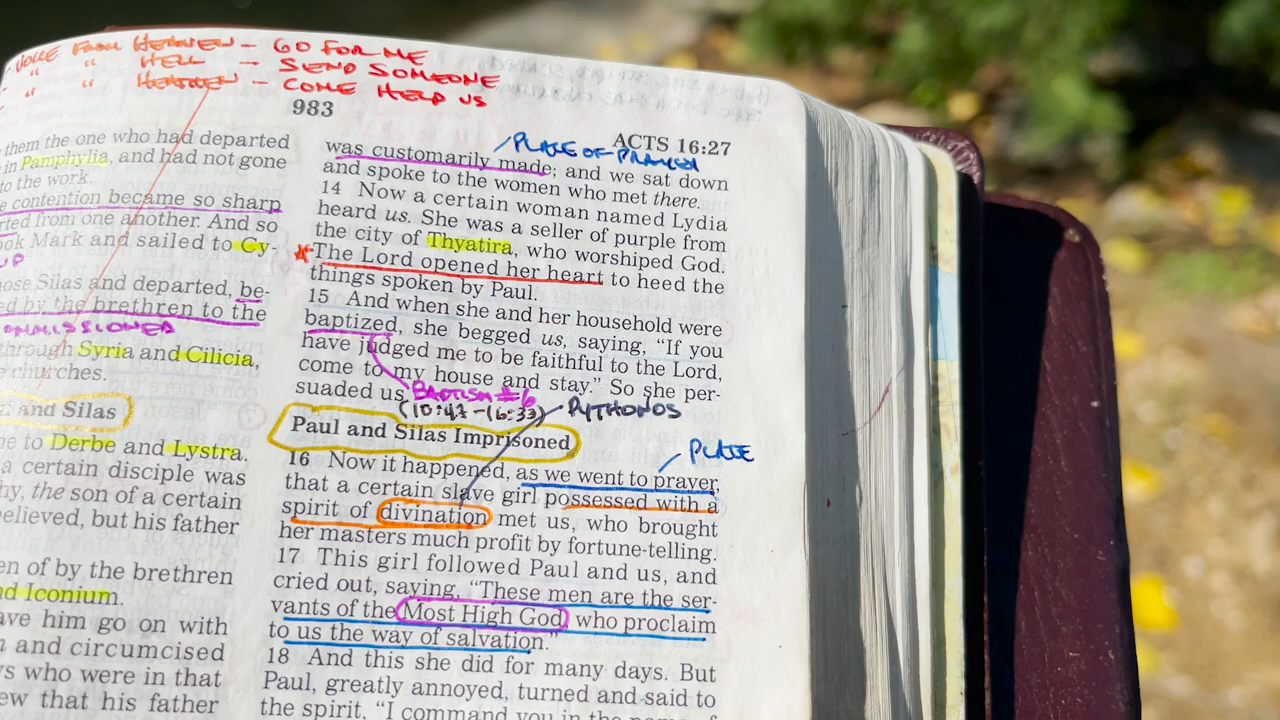 VOICE FROM HEAVEN - GO FOR ME
" " HELL - SEND SOMEONE
" " HEATHEN - COME HELP US
983
them the one who had departed
in Pamphylia, and had not gone
to the work.
contention became so sharp
from one another. And so
Mark and sailed to Cy-
UP
Silas and departed, be-
by the brethren to the
COMMISSIONED
through Syria and Cilicia,
churches.
and Silas
to Derbe and Lystra.
a certain disciple was
the son of a certain
believed, but his father
of by the brethren
Iconium.
him go on with
and circumcised
who were in that
that his father
ACTS 16:27
PLACE OF PRAYER
was customarily made; and we sat down
and spoke to the women who met there.
14 Now a certain woman named Lydia
heard us. She was a seller of purple from
the city of Thyatira, who worshiped God.
*The Lord opened her heart to heed the
things spoken by Paul.
15 And when she and her household were
baptized, she begged us, saying, “If you
have judged me to be faithful to the Lord,
come to my house and stay.” So she per-
suaded us.
BAPTISM #6
(10:47-16:33)
PYTHONOS
Paul and Silas Imprisoned
PLACE
16 Now it happened, as we went to prayer,
that a certain slave girl possessed with a
spirit of divination met us, who brought
her masters much profit by fortune-telling.
17 This girl followed Paul and us, and
cried out, saying, “These men are the ser-
vants of the Most High God, who proclaim
to us the way of salvation.”
18 And this she did for many days. But
Paul, greatly annoyed, turned and said to
the spirit, “I command you in the name of